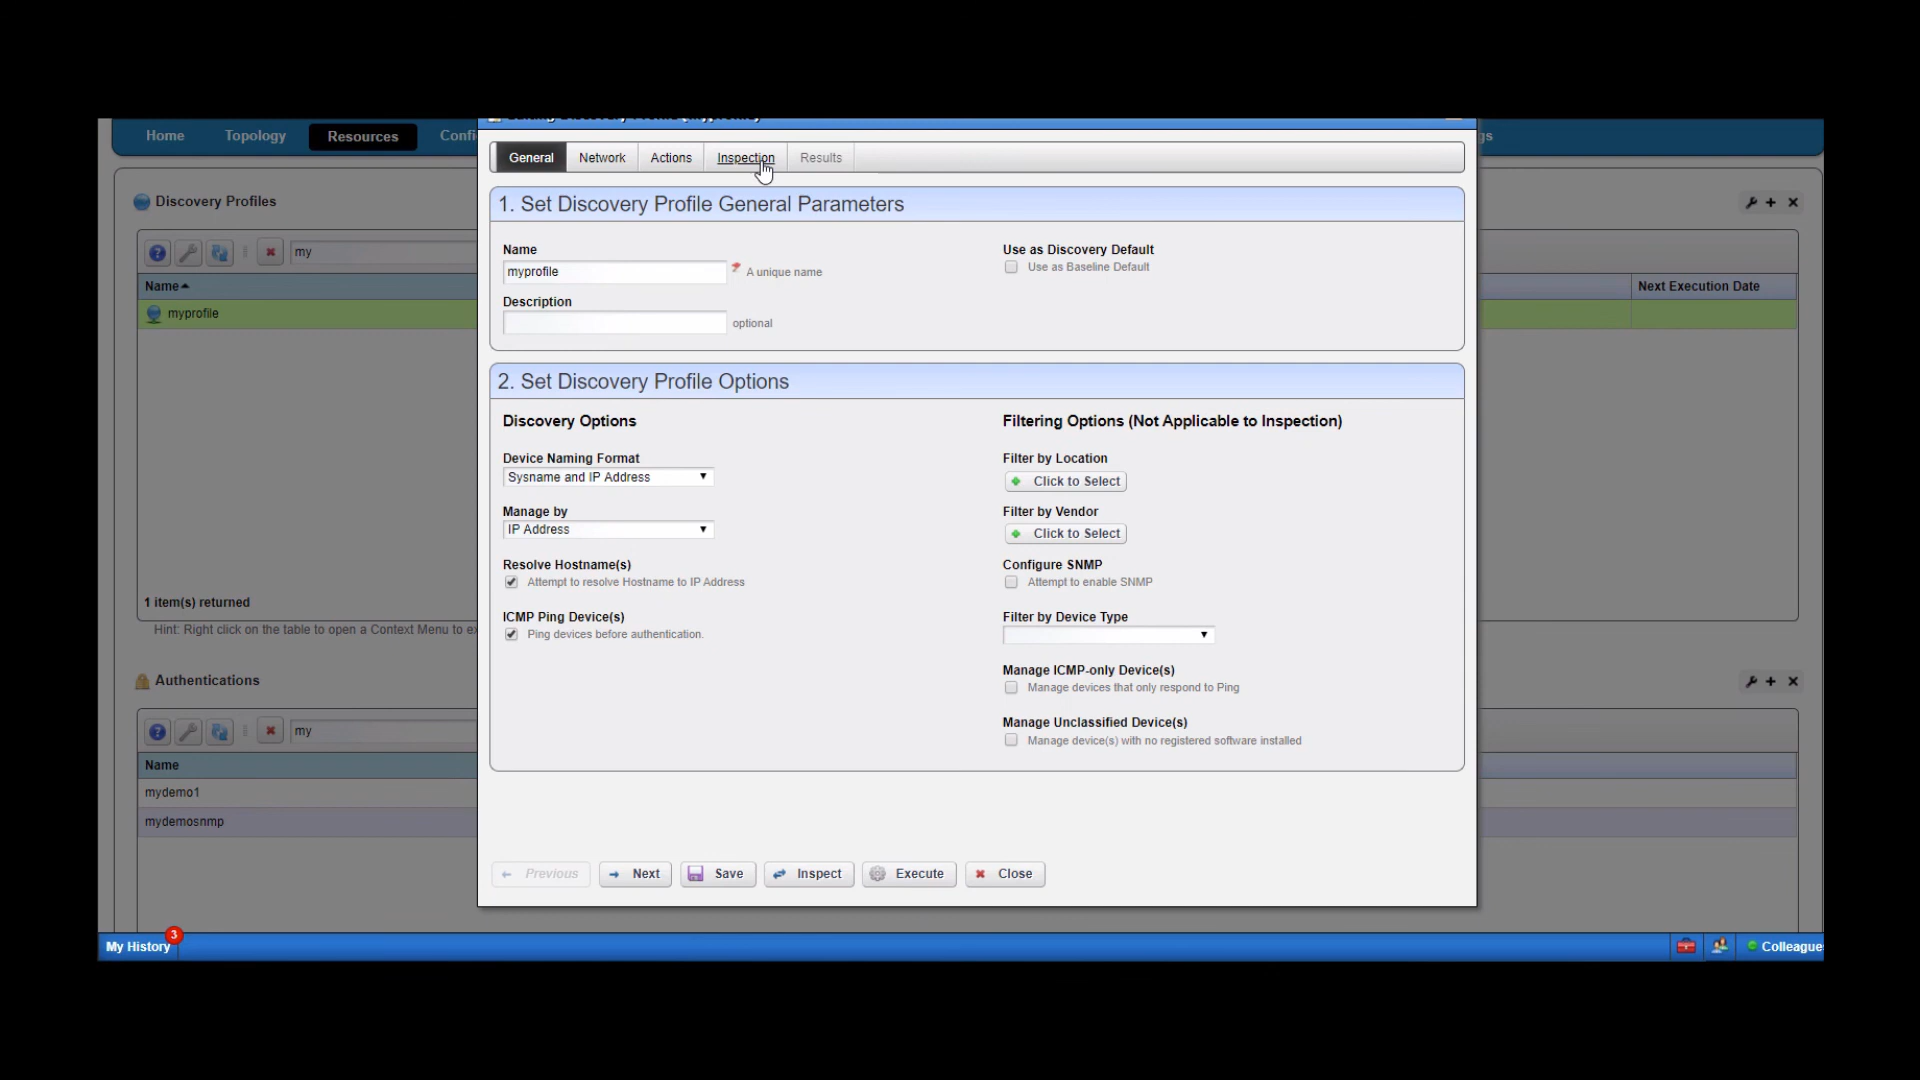 Home Topology Resources
General Network Actions Inspection Results
Discovery Profiles
1. Set Discovery Profile General Parameters
my
Name
Use as Discovery Default
myprofile A unique name
Use as Baseline Default
Name
Next Execution Date
Description
myprofile
optional
2. Set Discovery Profile Options
Discovery Options
Filtering Options (Not Applicable to Inspection)
Device Naming Format
Filter by Location
Sysname and IP Address
Click to Select
Manage by
Filter by Vendor
IP Address
Click to Select
Resolve Hostname(s)
Configure SNMP
Attempt to resolve Hostname to IP Address
Attempt to enable SNMP
1 item(s) returned
ICMP Ping Device(s)
Filter by Device Type
Hint: Right click on the table to open a Context Menu to
Ping devices before authentication.
Manage ICMP-only Device(s)
Authentications
Manage devices that only respond to Ping
Manage Unclassified Device(s)
my
Manage device(s) with no registered software installed
Name
mydemo1
mydemosnmp
Previous Next Save Inspect Execute Close
3
My History
Colleague